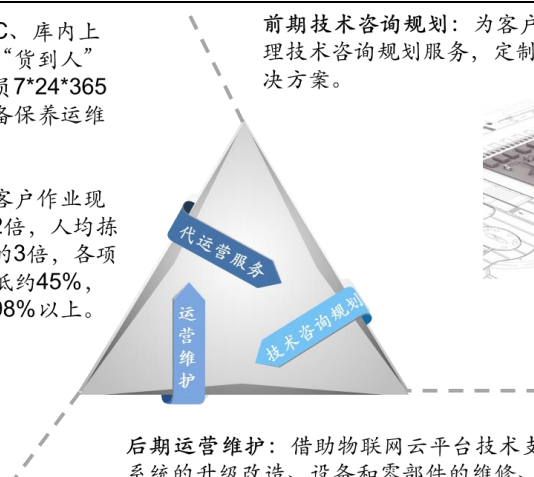 C、库内上
“货到人”
员7*24*365
备保养运维
客户作业现
2倍，人均拣
的3倍，各项
低约45%，
98%以上。
前期技术咨询规划：为客户
理技术咨询规划服务，定制
决方案。
代运营服务
技术咨询规划
运营维护
后期运营维护：借助物联网云平台技术支
系统的升级改造、设备和零部件的维修、